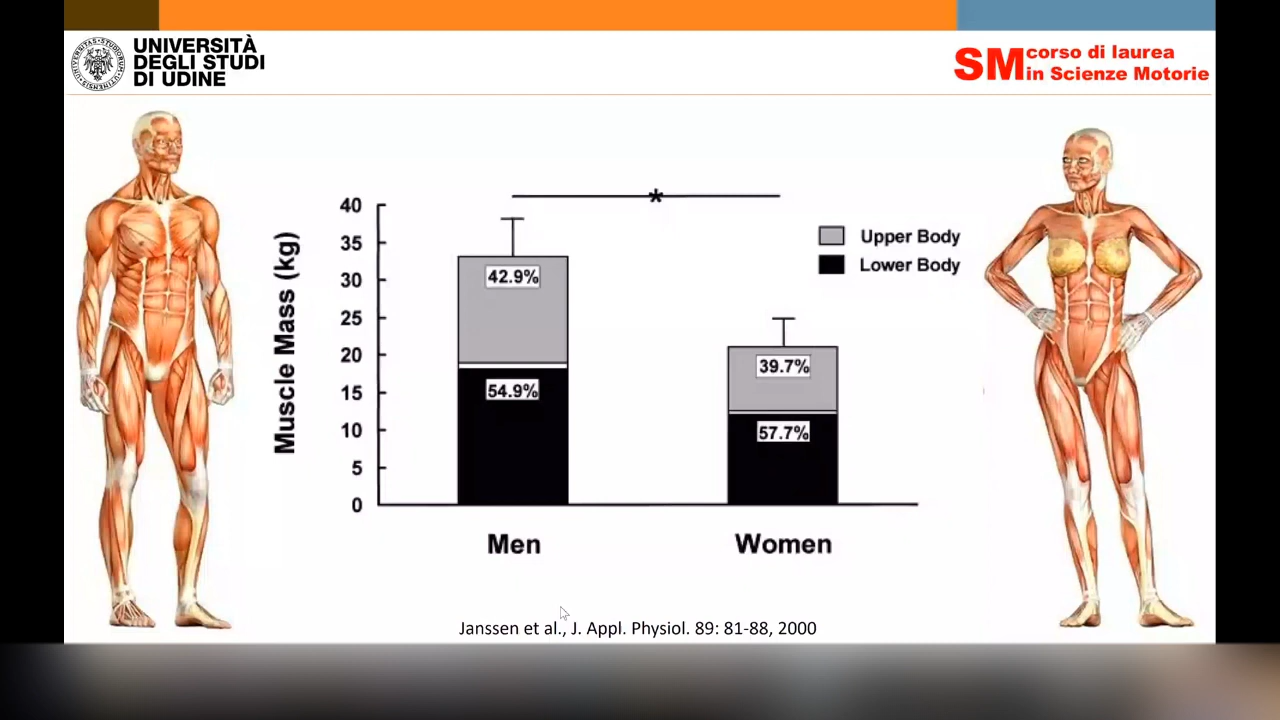 UNIVERSITÀ
DEGLI STUDI
DI UDINE
SM corso di laurea
in Scienze Motorie
*
40
35
30
25
20
15
10
5
0
Muscle Mass (kg)
42.9%
54.9%
39.7%
57.7%
Upper Body
Lower Body
Men
Women
Janssen et al., J. Appl. Physiol. 89: 81-88, 2000